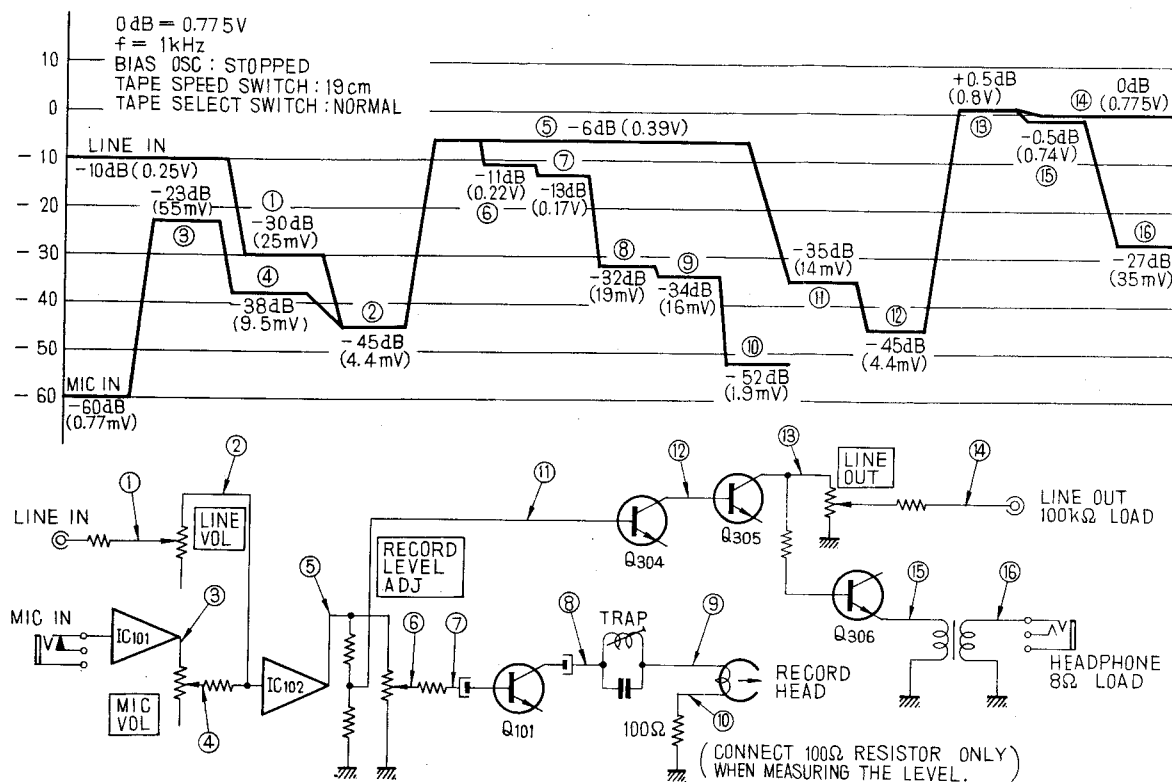 0dB = 0.775V
f = 1kHz
BIAS OSC : STOPPED
TAPE SPEED SWITCH : 19cm
TAPE SELECT SWITCH : NORMAL
10
0
-10
-20
-30
-40
-50
-60
LINE IN
-10dB (0.25V)
-23dB
(55mV)
③
①
-30dB
(25mV)
④
-38dB
(9.5mV)
②
-45dB
(4.4mV)
MIC IN
-60dB
(0.77mV)
⑤ -6dB (0.39V)
-11dB
(0.22V)
⑥
⑦
-13dB
(0.17V)
⑧
-32dB
(19mV)
⑨
-34dB
(16mV)
⑩
-52dB
(1.9mV)
-35dB
(14mV)
⑪
⑫
-45dB
(4.4mV)
+0.5dB
(0.8V)
⑬
⑭
0dB
(0.775V)
-0.5dB
(0.74V)
⑮
⑯
-27dB
(35mV)
②
①
LINE IN
LINE
VOL
③
MIC IN
IC101
MIC
VOL
④
IC102
⑤
RECORD
LEVEL
ADJ
⑥
⑦
Q101
⑧
TRAP
⑨
RECORD
HEAD
100Ω
⑩
(CONNECT 100Ω RESISTOR ONLY
WHEN MEASURING THE LEVEL.)
⑪
Q304
⑫
Q305
⑬
LINE
OUT
⑭
LINE OUT
100kΩ LOAD
Q306
⑮
⑯
HEADPHONE
8Ω LOAD